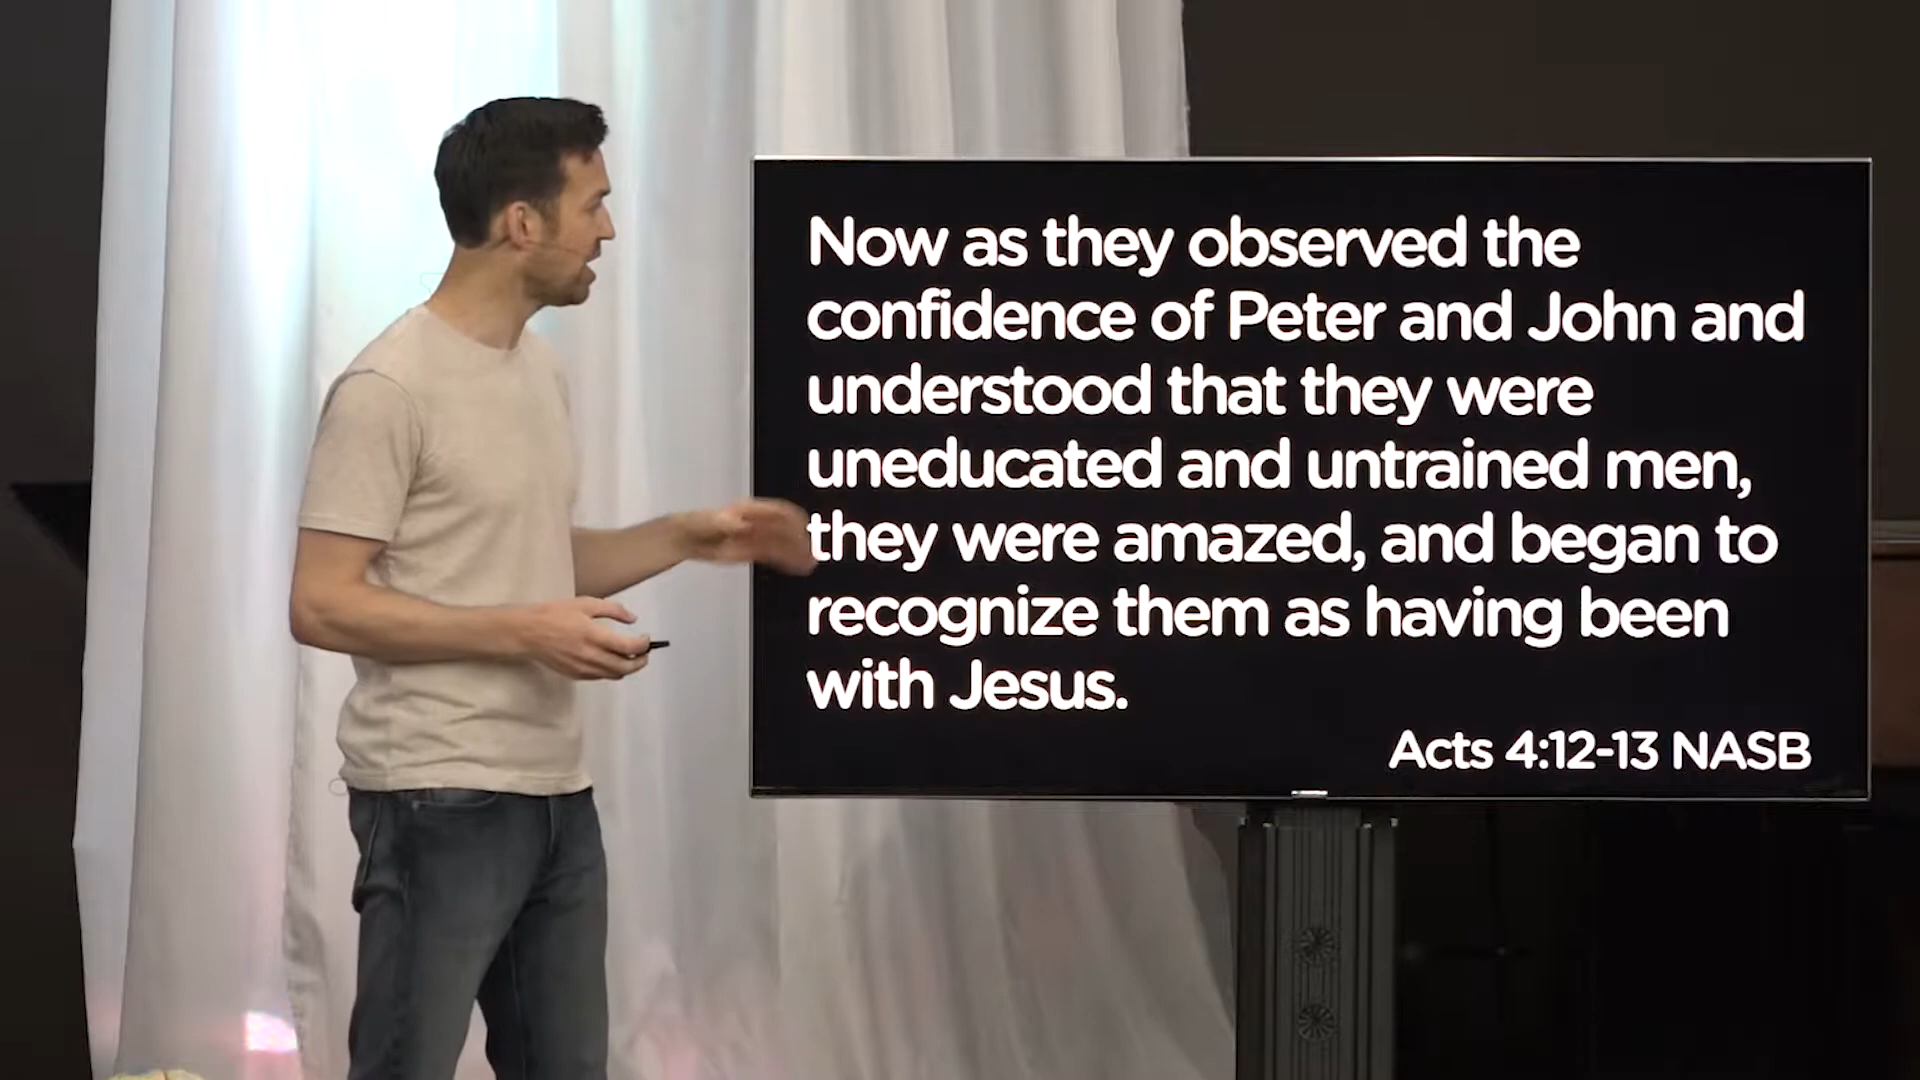 Now as they observed the
confidence of Peter and John and
understood that they were
uneducated and untrained men,
they were amazed, and began to
recognize them as having been
with Jesus.
Acts 4:12-13 NASB